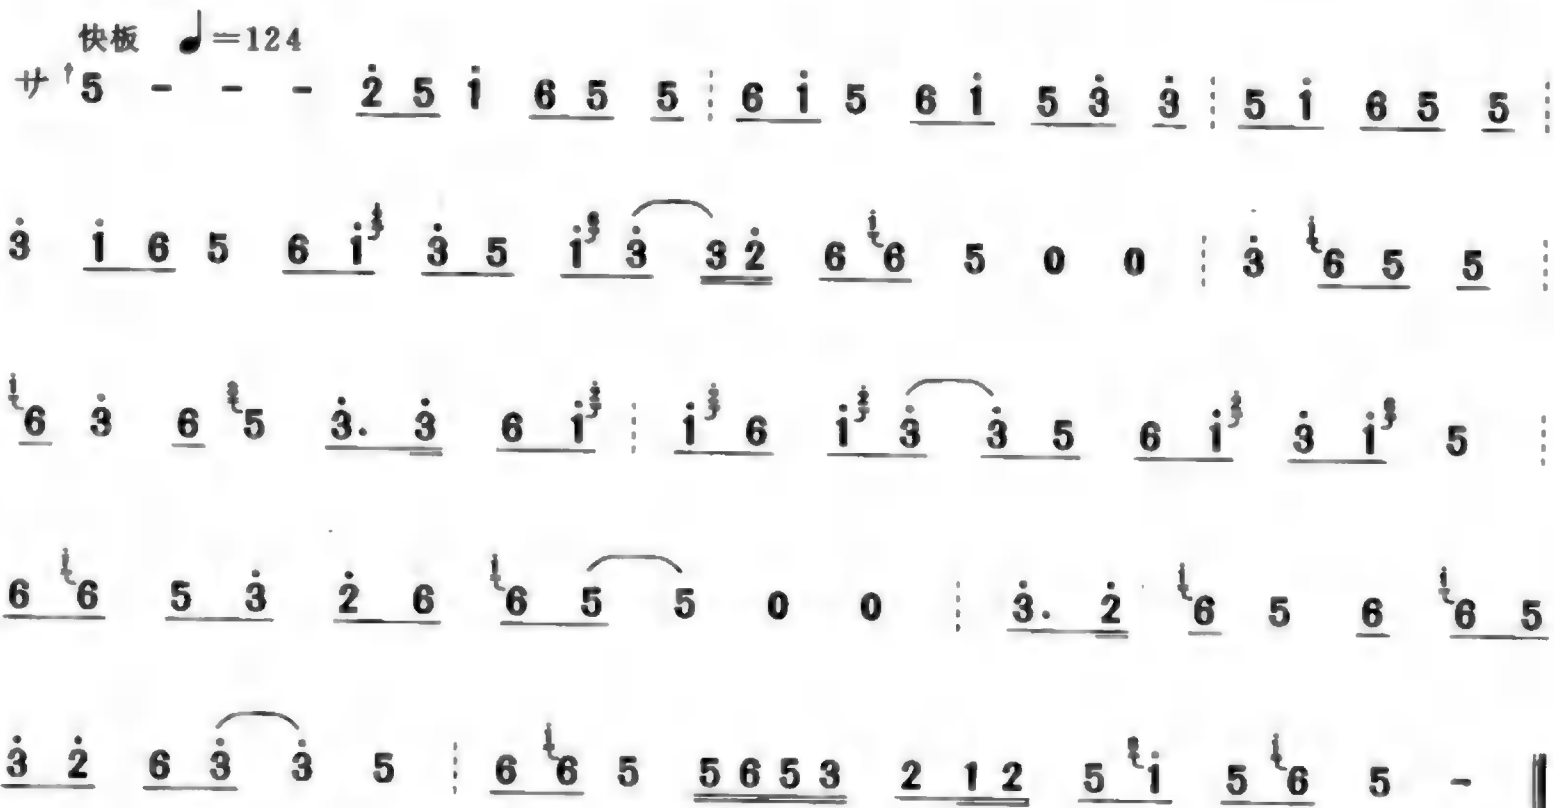 快板 ♩=124
サ ↑5 - - - 2̇ 5 1̇ 6 5 5 ┊ 6 1̇ 5 6 1̇ 5 3̇ 3̇ ┊ 5 1̇ 6 5 5 ┊
3̇ 1̇ 6 5 6 1̇ 3̇ 5 1̇ 3̇ 3 2̇ 6 6 5 0 0 ┊ 3̇ 6 5 5 ┊
6 3̇ 6 5 3̇. 3̇ 6 1̇ ┊ 1̇ 6 1̇ 3̇ 3̇ 5 6 1̇ 3̇ 1̇ 5 ┊
6 6 5 3̇ 2̇ 6 6 5 5 0 0 ┊ 3̇. 2̇ 6 5 6 6 5
3̇ 2̇ 6 3̇ 3̇ 5 ┊ 6 6 5 5 6 5 3 2 1 2 5 1̇ 5 6 5 - ‖